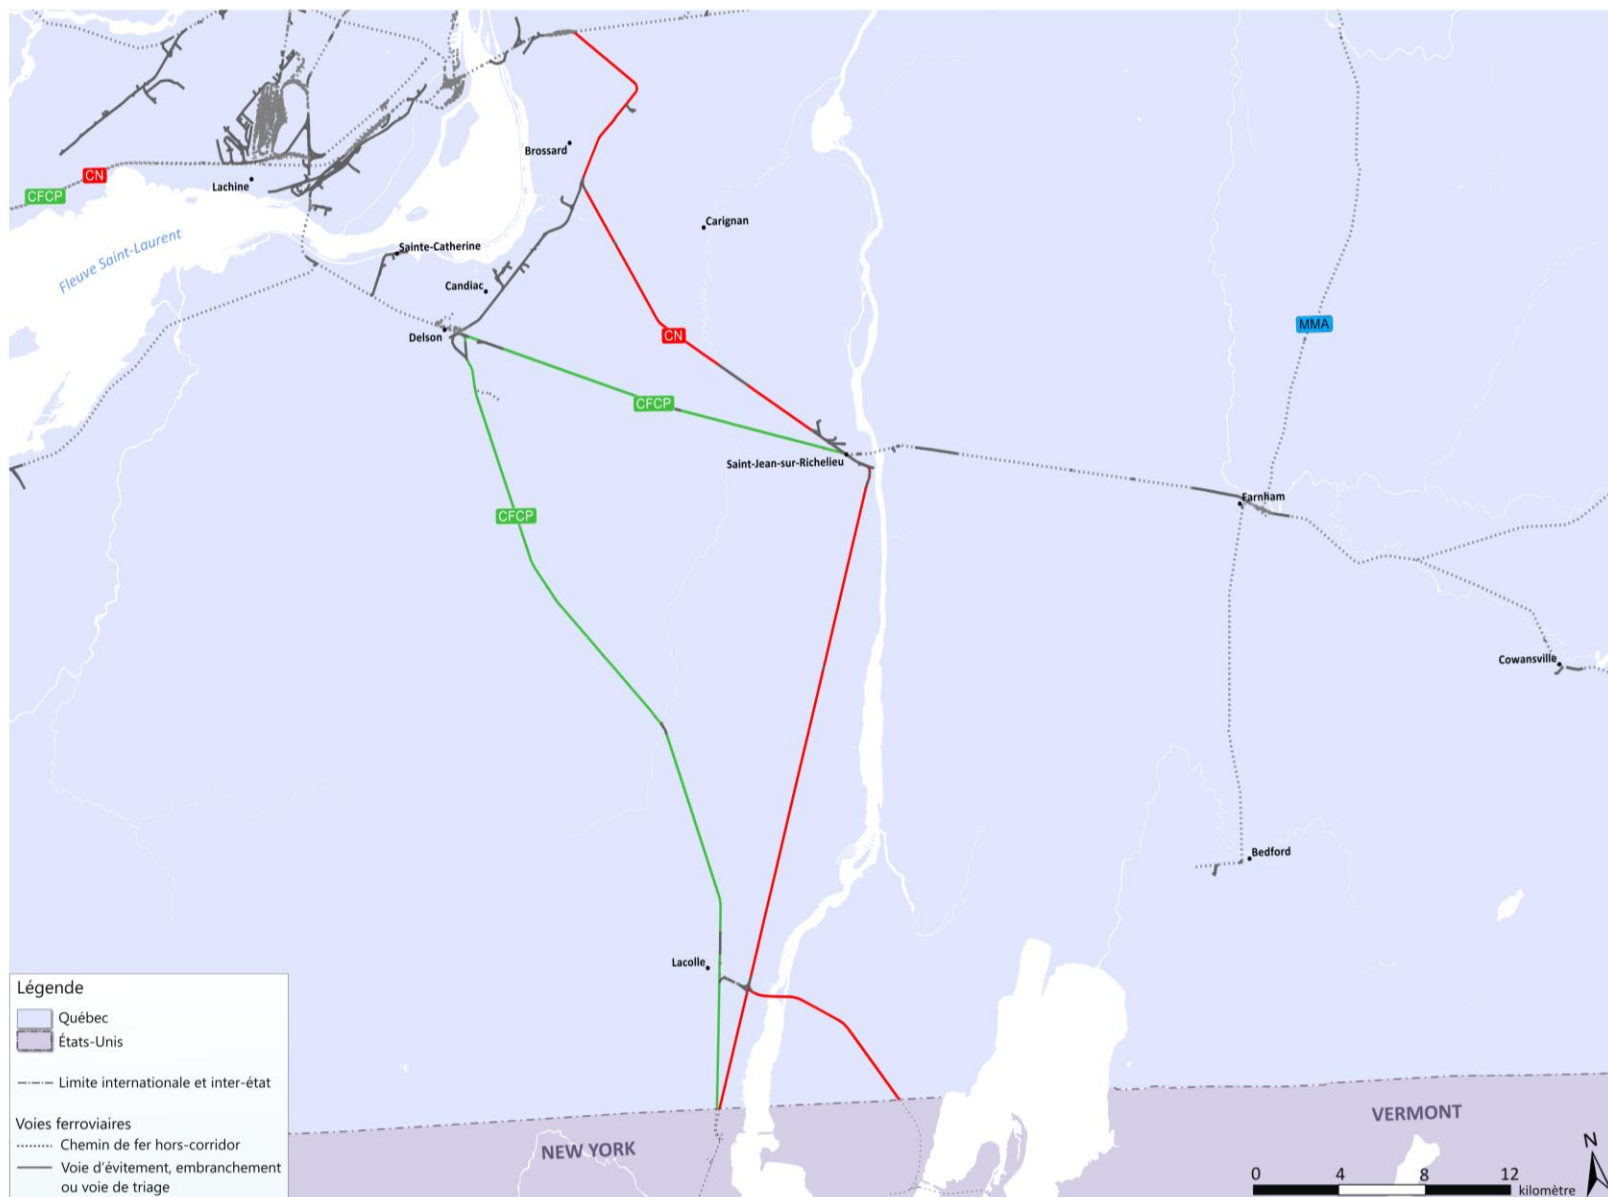 Brossard
CN
Lachine
CFCP
Carignan
Fleuve Saint-Laurent
Sainte-Catherine
Candiac
MMA
Delson
CN
CFCP
Saint-Jean-sur-Richelieu
Farnham
CFCP
Cowansville
Bedford
Lacolle
Légende
Québec
États-Unis
Limite internationale et inter-état
Voies ferroviaires
Chemin de fer hors-corridor
Voie d'évitement, embranchement
ou voie de triage
NEW YORK
VERMONT
N
0 4 8 12
kilomètre